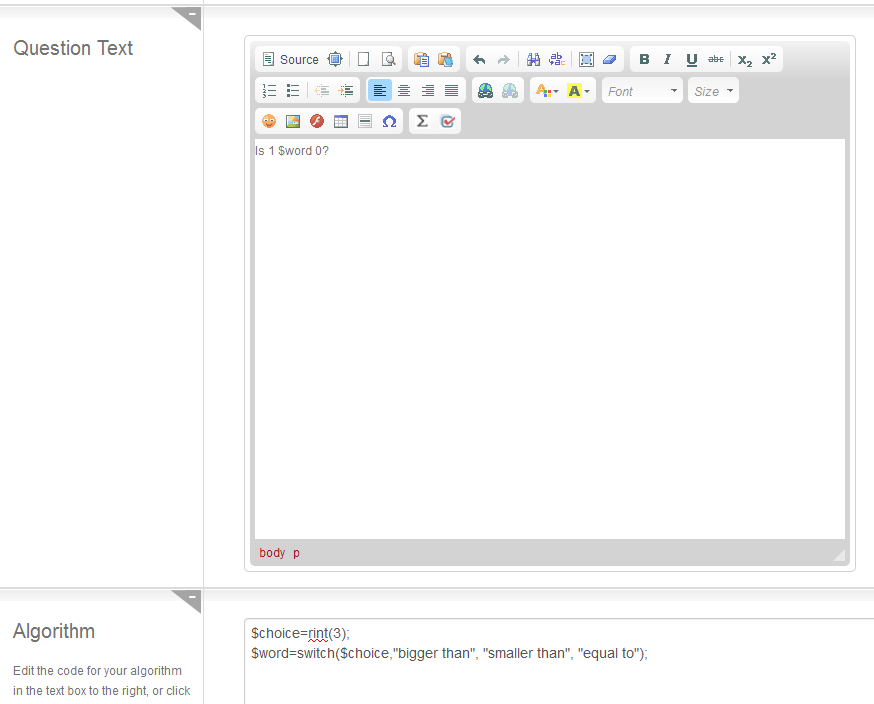 Question Text
Source
B I U abc X2 X²
Font
Size
Is 1 $word 0?
body p
Algorithm
Edit the code for your algorithm
in the text box to the right, or click
$choice=rint(3);
$word=switch($choice,"bigger than", "smaller than", "equal to");